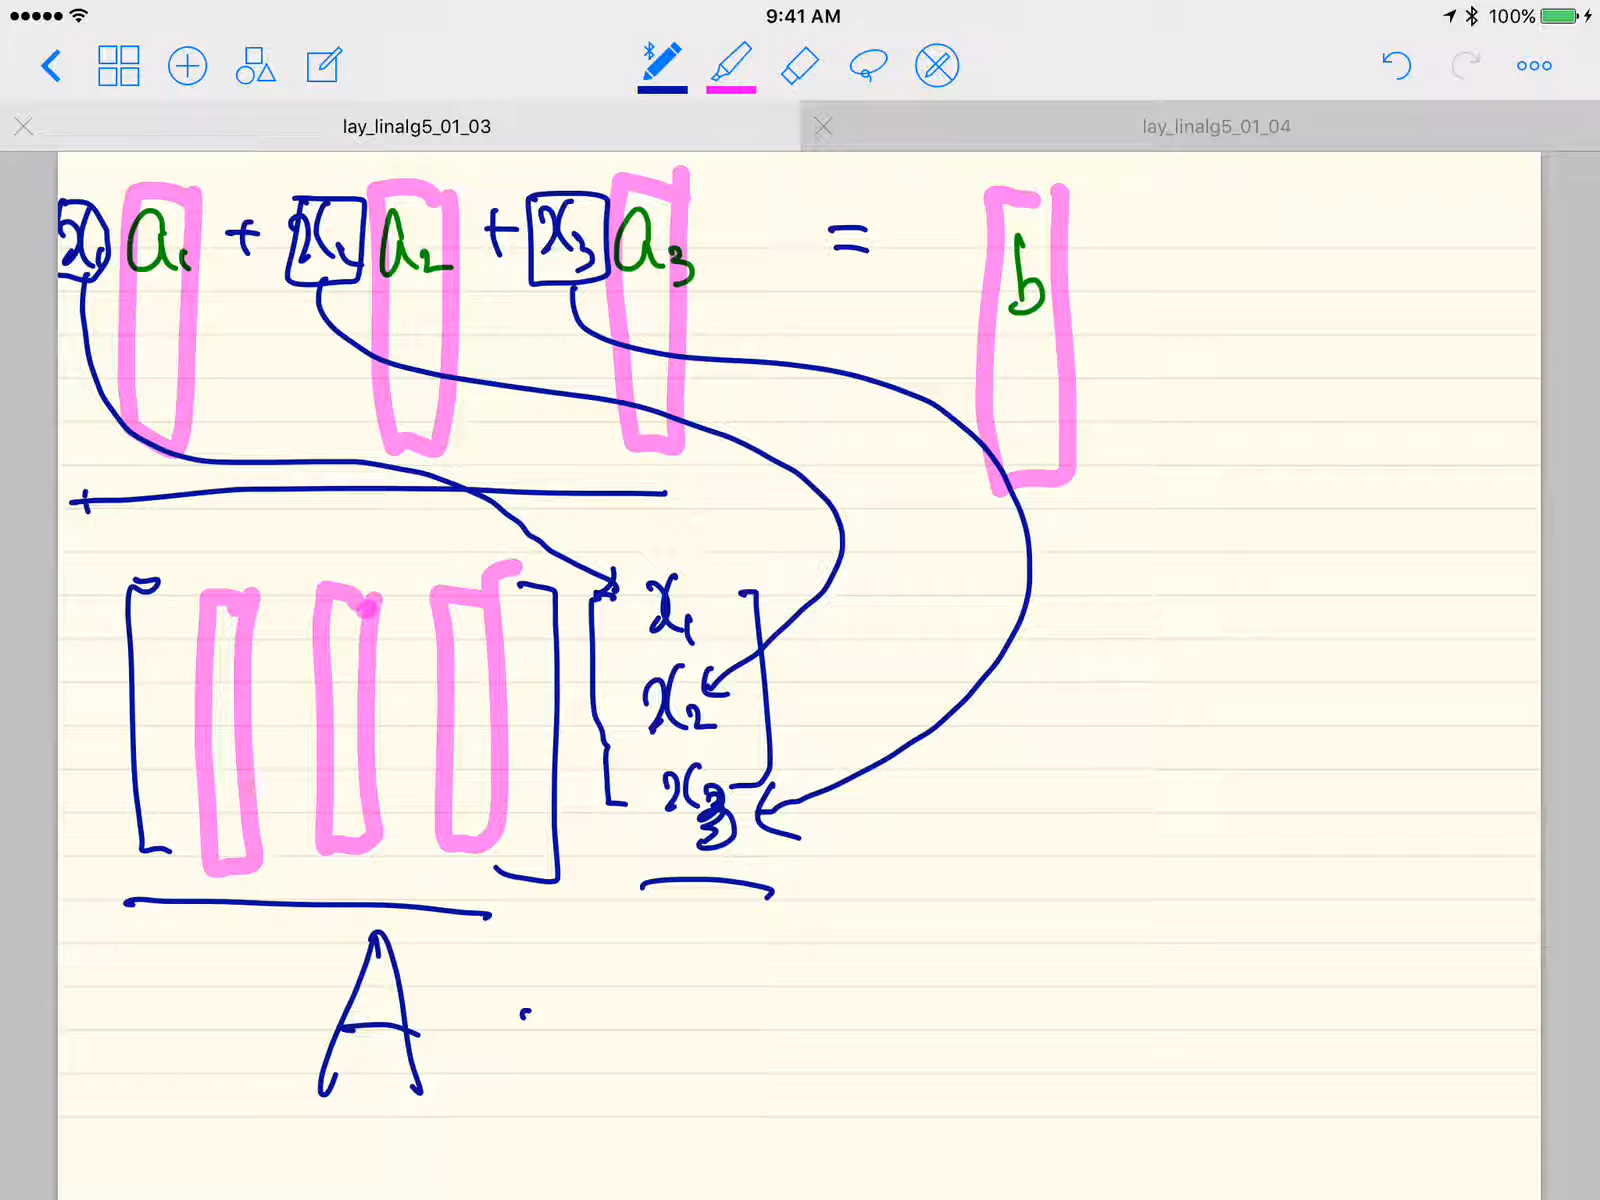 9:41 AM 100%
lay_linalg5_01_03 lay_linalg5_01_04
x₁ a₁ + x₂ a₂ + x₃ a₃ = b
x₁
x₂
x₃
A .